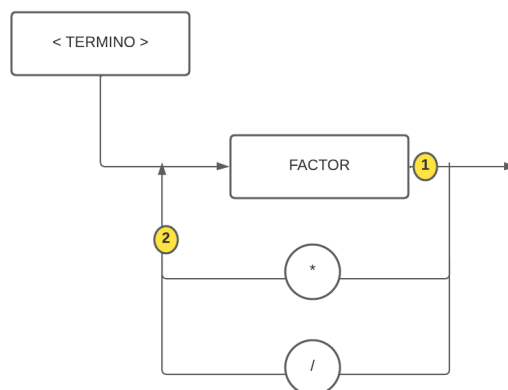 < TERMINO >
FACTOR
1
2
*
/